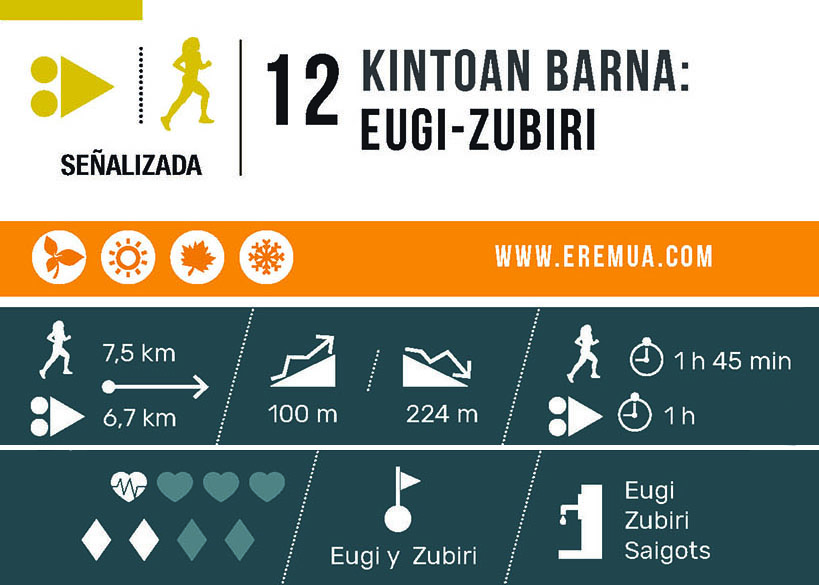 SEÑALIZADA
12
KINTOAN BARNA:
EUGI-ZUBIRI
WWW.EREMUA.COM
7,5 km
6,7 km
100 m
224 m
1 h 45 min
1 h
Eugi y Zubiri
Eugi
Zubiri
Saigots